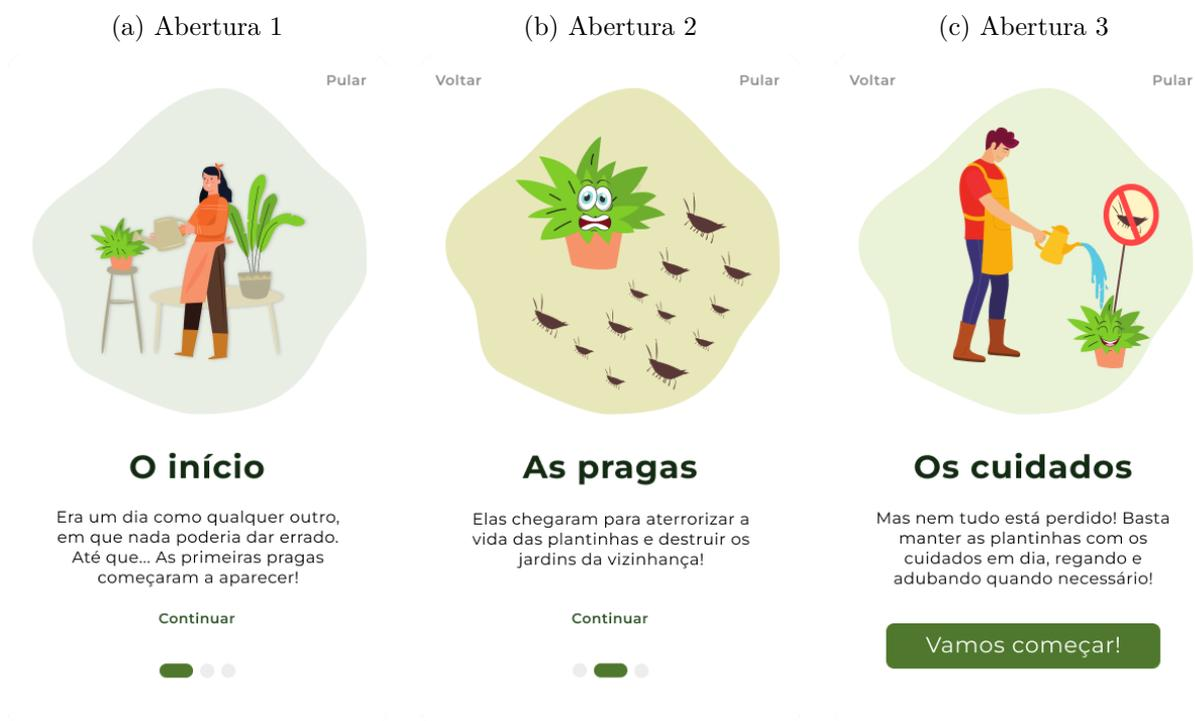 (a) Abertura 1
Pular
O início
Era um dia como qualquer outro,
em que nada poderia dar errado.
Até que... As primeiras pragas
começaram a aparecer!
Continuar
(b) Abertura 2
Voltar
Pular
As pragas
Elas chegaram para aterrorizar a
vida das plantinhas e destruir os
jardins da vizinhança!
Continuar
(c) Abertura 3
Voltar
Pular
Os cuidados
Mas nem tudo está perdido! Basta
manter as plantinhas com os
cuidados em dia, regando e
adubando quando necessário!
Vamos começar!